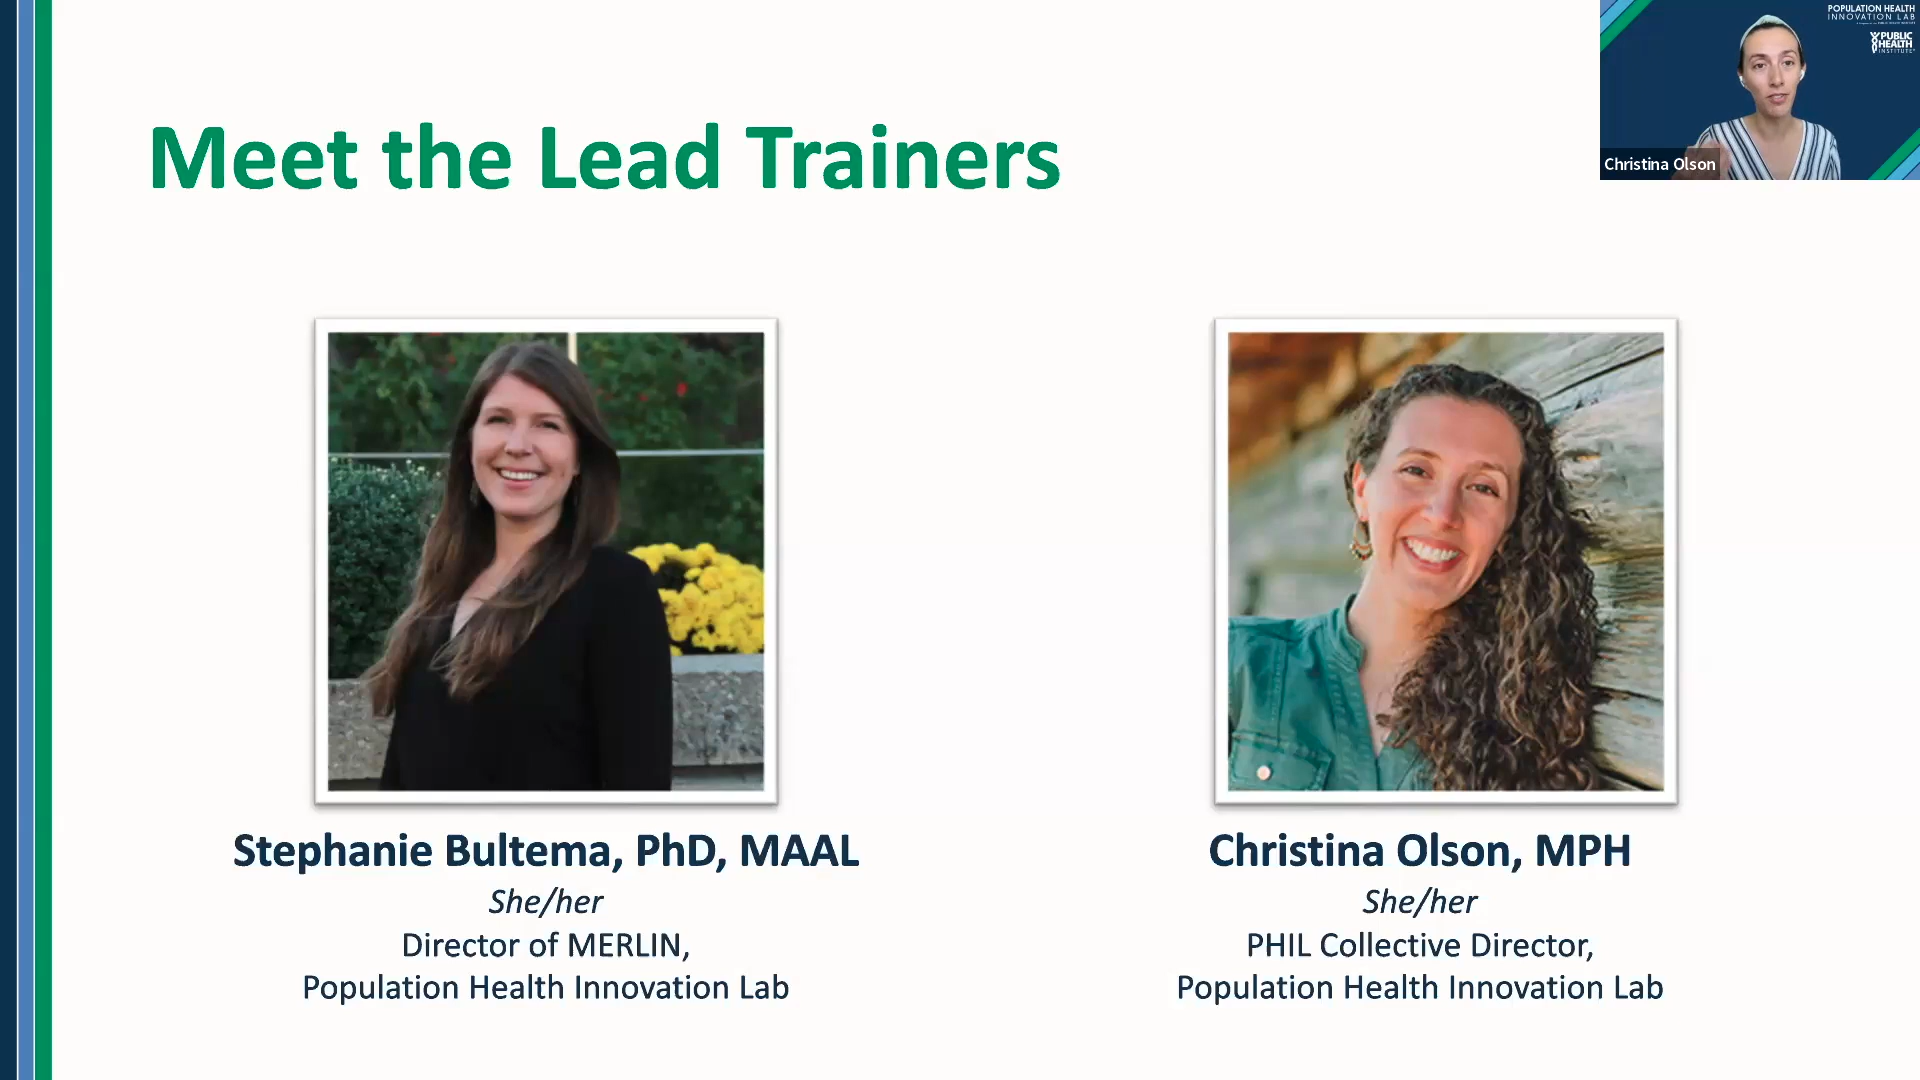 POPULATION HEALTH
INNOVATION LAB
PUBLIC
HEALTH
INSTITUTE
Christina Olson
Meet the Lead Trainers
Stephanie Bultema, PhD, MAAL
She/her
Director of MERLIN,
Population Health Innovation Lab
Christina Olson, MPH
She/her
PHIL Collective Director,
Population Health Innovation Lab